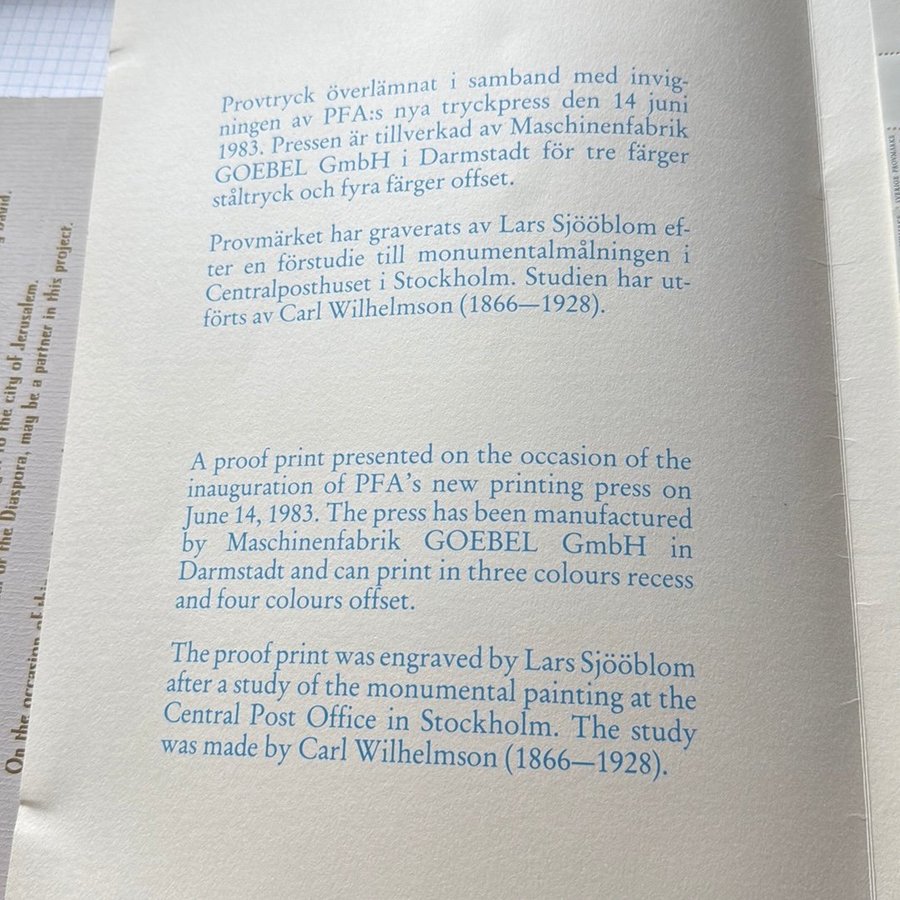 Provtryck överlämnat i samband med invig-
ningen av PFA:s nya tryckpress den 14 juni
1983. Pressen är tillverkad av Maschinenfabrik
GOEBEL GmbH i Darmstadt för tre färger
ståltryck och fyra färger offset.
Provmärket har graverats av Lars Sjööblom ef-
ter en förstudie till monumentalmålningen i
Centralposthuset i Stockholm. Studien har ut-
förts av Carl Wilhelmson (1866—1928).
A proof print presented on the occasion of the
inauguration of PFA's new printing press on
June 14, 1983. The press has been manufactured
by Maschinenfabrik GOEBEL GmbH in
Darmstadt and can print in three colours recess
and four colours offset.
The proof print was engraved by Lars Sjööblom
after a study of the monumental painting at the
Central Post Office in Stockholm. The study
was made by Carl Wilhelmson (1866—1928).
David.
to the city of Jerusalem.
of the Diaspora, may be a partner in this project.
On the occasion of